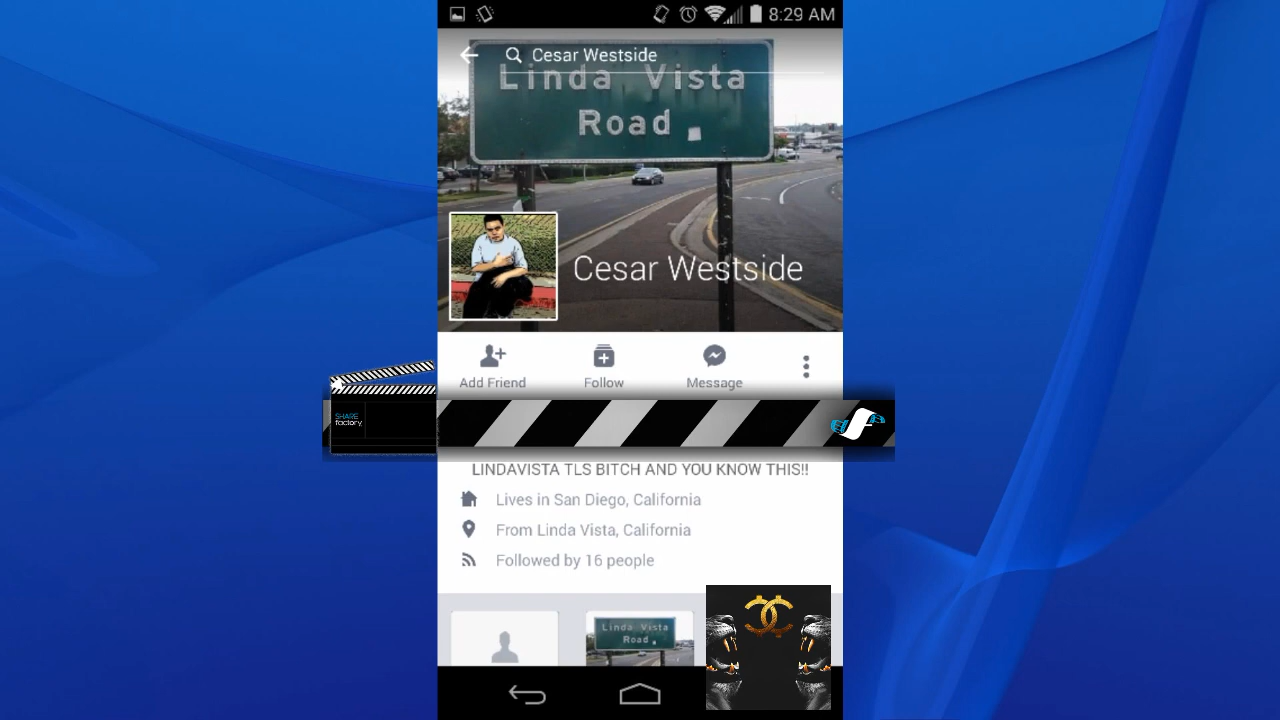 8:29 AM
Cesar Westside
Linda Vista
Road
Cesar Westside
Add Friend
Follow
Message
SHARE
factory
LINDAVISTA TLS BITCH AND YOU KNOW THIS!!
Lives in San Diego, California
From Linda Vista, California
Followed by 16 people
Linda Vista
Road